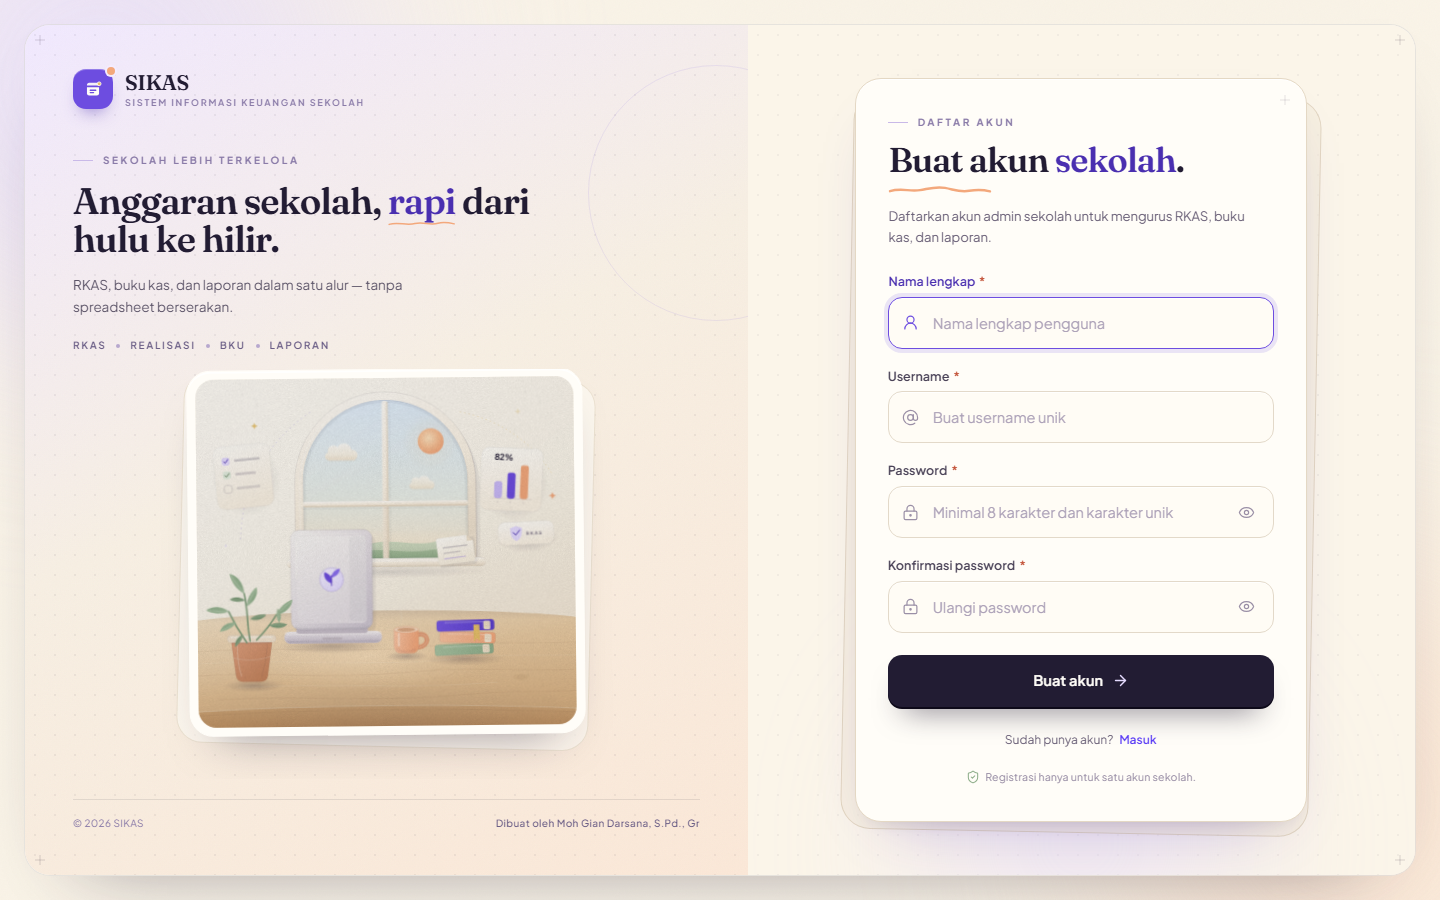 SIKAS
SISTEM INFORMASI KEUANGAN SEKOLAH
SEKOLAH LEBIH TERKELOLA
Anggaran sekolah, rapi dari
hulu ke hilir.
RKAS, buku kas, dan laporan dalam satu alur — tanpa
spreadsheet berserakan.
RKAS • REALISASI • BKU • LAPORAN
82%
© 2026 SIKAS
Dibuat oleh Moh Gian Darsana, S.Pd., Gr
DAFTAR AKUN
Buat akun sekolah.
Daftarkan akun admin sekolah untuk mengurus RKAS, buku
kas, dan laporan.
Nama lengkap *
Nama lengkap pengguna
Username *
Buat username unik
Password *
Minimal 8 karakter dan karakter unik
Konfirmasi password *
Ulangi password
Buat akun →
Sudah punya akun? Masuk
Registrasi hanya untuk satu akun sekolah.